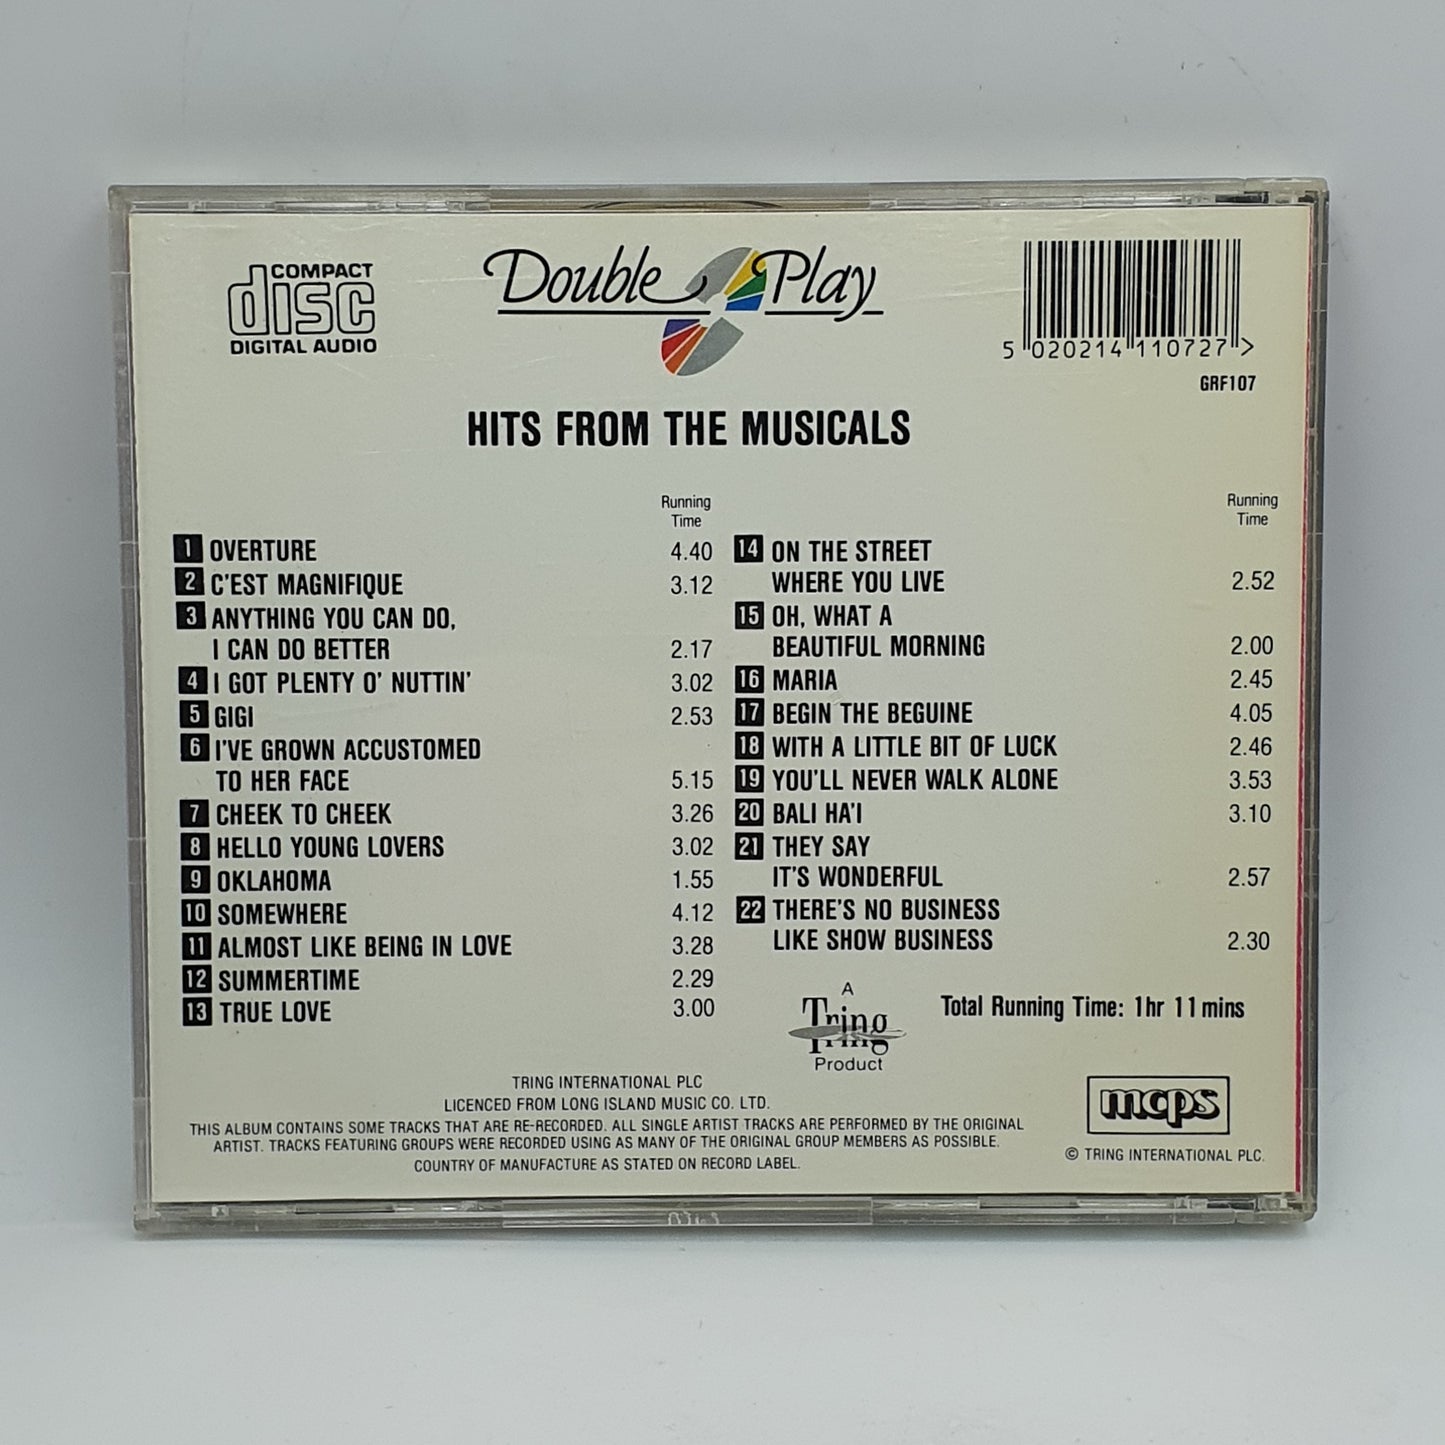 COMPACT
disc
DIGITAL AUDIO
Double Play
5 020214 110727 >
GRF107
HITS FROM THE MUSICALS
Running
Time
1 OVERTURE 4.40
2 C'EST MAGNIFIQUE 3.12
3 ANYTHING YOU CAN DO,
I CAN DO BETTER 2.17
4 I GOT PLENTY O' NUTTIN' 3.02
5 GIGI 2.53
6 I'VE GROWN ACCUSTOMED
TO HER FACE 5.15
7 CHEEK TO CHEEK 3.26
8 HELLO YOUNG LOVERS 3.02
9 OKLAHOMA 1.55
10 SOMEWHERE 4.12
11 ALMOST LIKE BEING IN LOVE 3.28
12 SUMMERTIME 2.29
13 TRUE LOVE 3.00
Running
Time
14 ON THE STREET
WHERE YOU LIVE 2.52
15 OH, WHAT A
BEAUTIFUL MORNING 2.00
16 MARIA 2.45
17 BEGIN THE BEGUINE 4.05
18 WITH A LITTLE BIT OF LUCK 2.46
19 YOU'LL NEVER WALK ALONE 3.53
20 BALI HA'I 3.10
21 THEY SAY
IT'S WONDERFUL 2.57
22 THERE'S NO BUSINESS
LIKE SHOW BUSINESS 2.30
A
Tring
Product
Total Running Time: 1hr 11mins
TRING INTERNATIONAL PLC
LICENCED FROM LONG ISLAND MUSIC CO. LTD.
THIS ALBUM CONTAINS SOME TRACKS THAT ARE RE-RECORDED. ALL SINGLE ARTIST TRACKS ARE PERFORMED BY THE ORIGINAL
ARTIST. TRACKS FEATURING GROUPS WERE RECORDED USING AS MANY OF THE ORIGINAL GROUP MEMBERS AS POSSIBLE.
COUNTRY OF MANUFACTURE AS STATED ON RECORD LABEL.
mcps
© TRING INTERNATIONAL PLC.